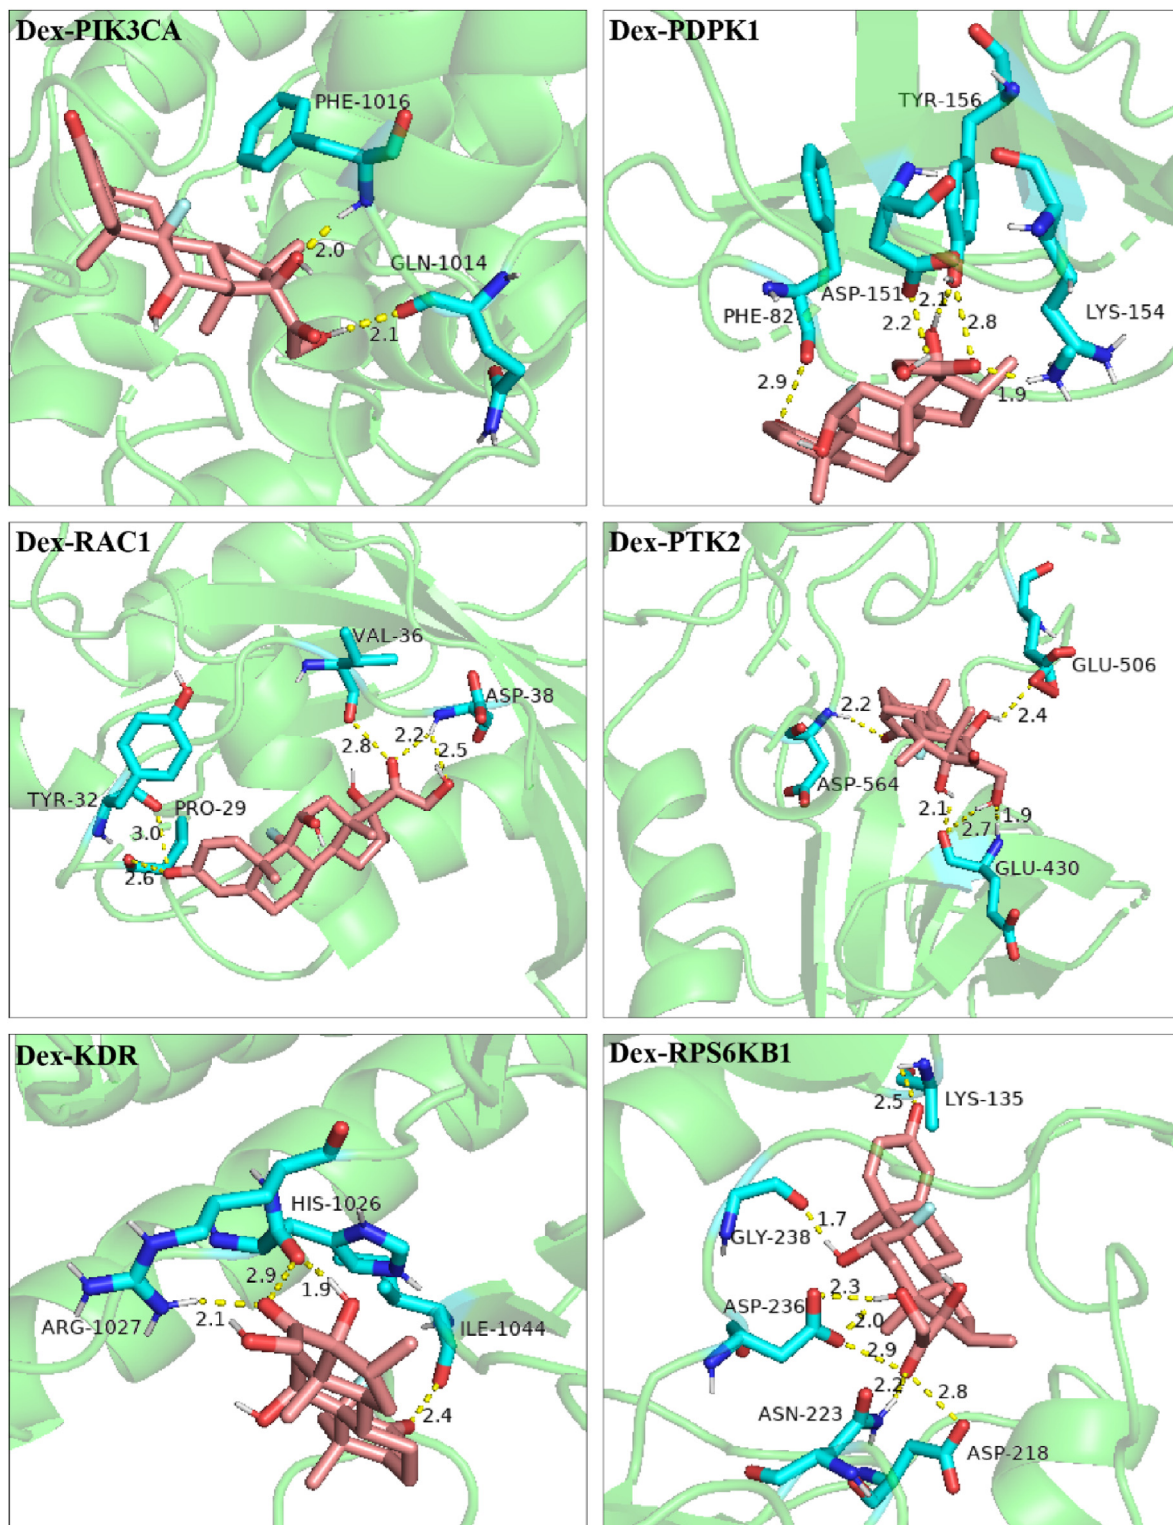 Dex-PIK3CA
PHE-1016
2.0
GLN-1014
2.1
Dex-PDPK1
TYR-156
PHE-82
ASP-151
2.1
2.2
2.8
LYS-154
2.9
1.9
Dex-RAC1
VAL-36
ASP-38
2.8
2.2
2.5
TYR-32
PRO-29
3.0
2.6
Dex-PTK2
GLU-506
2.2
2.4
ASP-564
2.1
2.7
1.9
GLU-430
Dex-KDR
HIS-1026
2.9
1.9
ARG-1027
2.1
ILE-1044
2.4
Dex-RPS6KB1
LYS-135
2.5
GLY-238
1.7
ASP-236
2.3
2.0
2.9
2.2
2.8
ASN-223
ASP-218